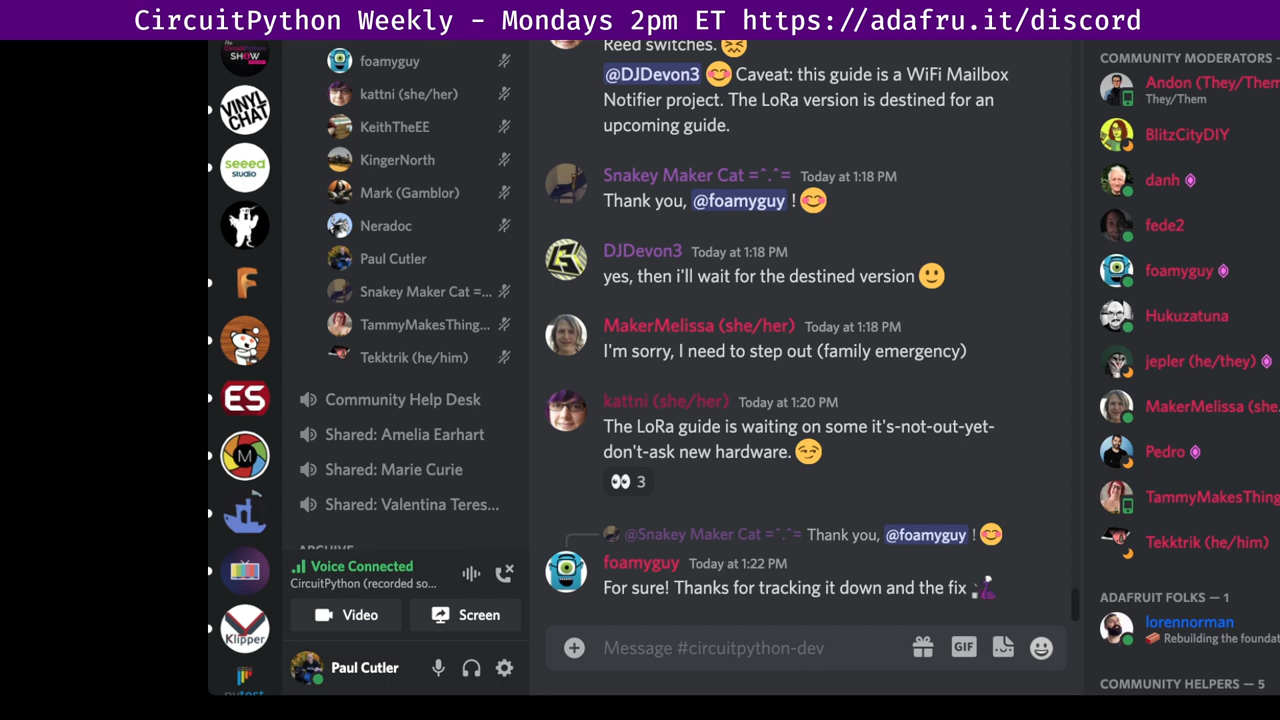 CircuitPython Weekly - Mondays 2pm ET https://adafru.it/discord
The
CircuitPython
SHOW
VINYL
CHAT
seeed
studio
F
ES
M
Klipper
pytest
foamyguy
kattni (she/her)
KeithTheEE
KingerNorth
Mark (Gamblor)
Neradoc
Paul Cutler
Snakey Maker Cat =...
TammyMakesThing...
Tekktrik (he/him)
Community Help Desk
Shared: Amelia Earhart
Shared: Marie Curie
Shared: Valentina Teres...
ARCHIVE
Voice Connected
CircuitPython (recorded so...
Video
Screen
Paul Cutler
Reed switches.
@DJDevon3 Caveat: this guide is a WiFi Mailbox
Notifier project. The LoRa version is destined for an
upcoming guide.
Snakey Maker Cat =^.^= Today at 1:18 PM
Thank you, @foamyguy !
DJDevon3 Today at 1:18 PM
yes, then i'll wait for the destined version
MakerMelissa (she/her) Today at 1:18 PM
I'm sorry, I need to step out (family emergency)
kattni (she/her) Today at 1:20 PM
The LoRa guide is waiting on some it's-not-out-yet-
don't-ask new hardware.
3
@Snakey Maker Cat =^.^= Thank you, @foamyguy !
foamyguy Today at 1:22 PM
For sure! Thanks for tracking it down and the fix
Message #circuitpython-dev
GIF
COMMUNITY MODERATORS -
Andon (They/Them
They/Them
BlitzCityDIY
danh
fede2
foamyguy
Hukuzatuna
jepler (he/they)
MakerMelissa (she.
Pedro
TammyMakesThing
Tekktrik (he/him)
ADAFRUIT FOLKS — 1
lorennorman
Rebuilding the foundat
COMMUNITY HELPERS — 5